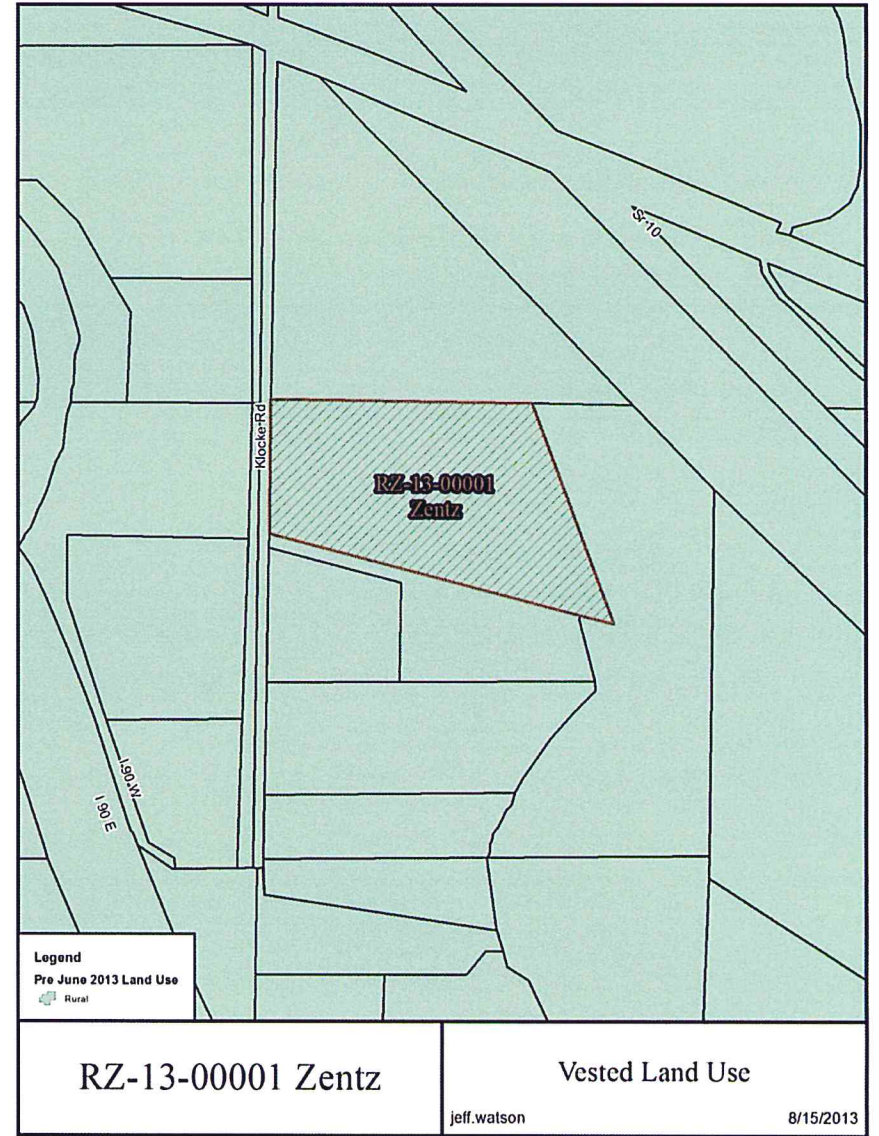 Sr 10
Klocke Rd
RZ-13-00001
Zentz
I 90 W
I 90 E
Legend
Pre June 2013 Land Use
Rural
RZ-13-00001 Zentz
Vested Land Use
jeff.watson
8/15/2013